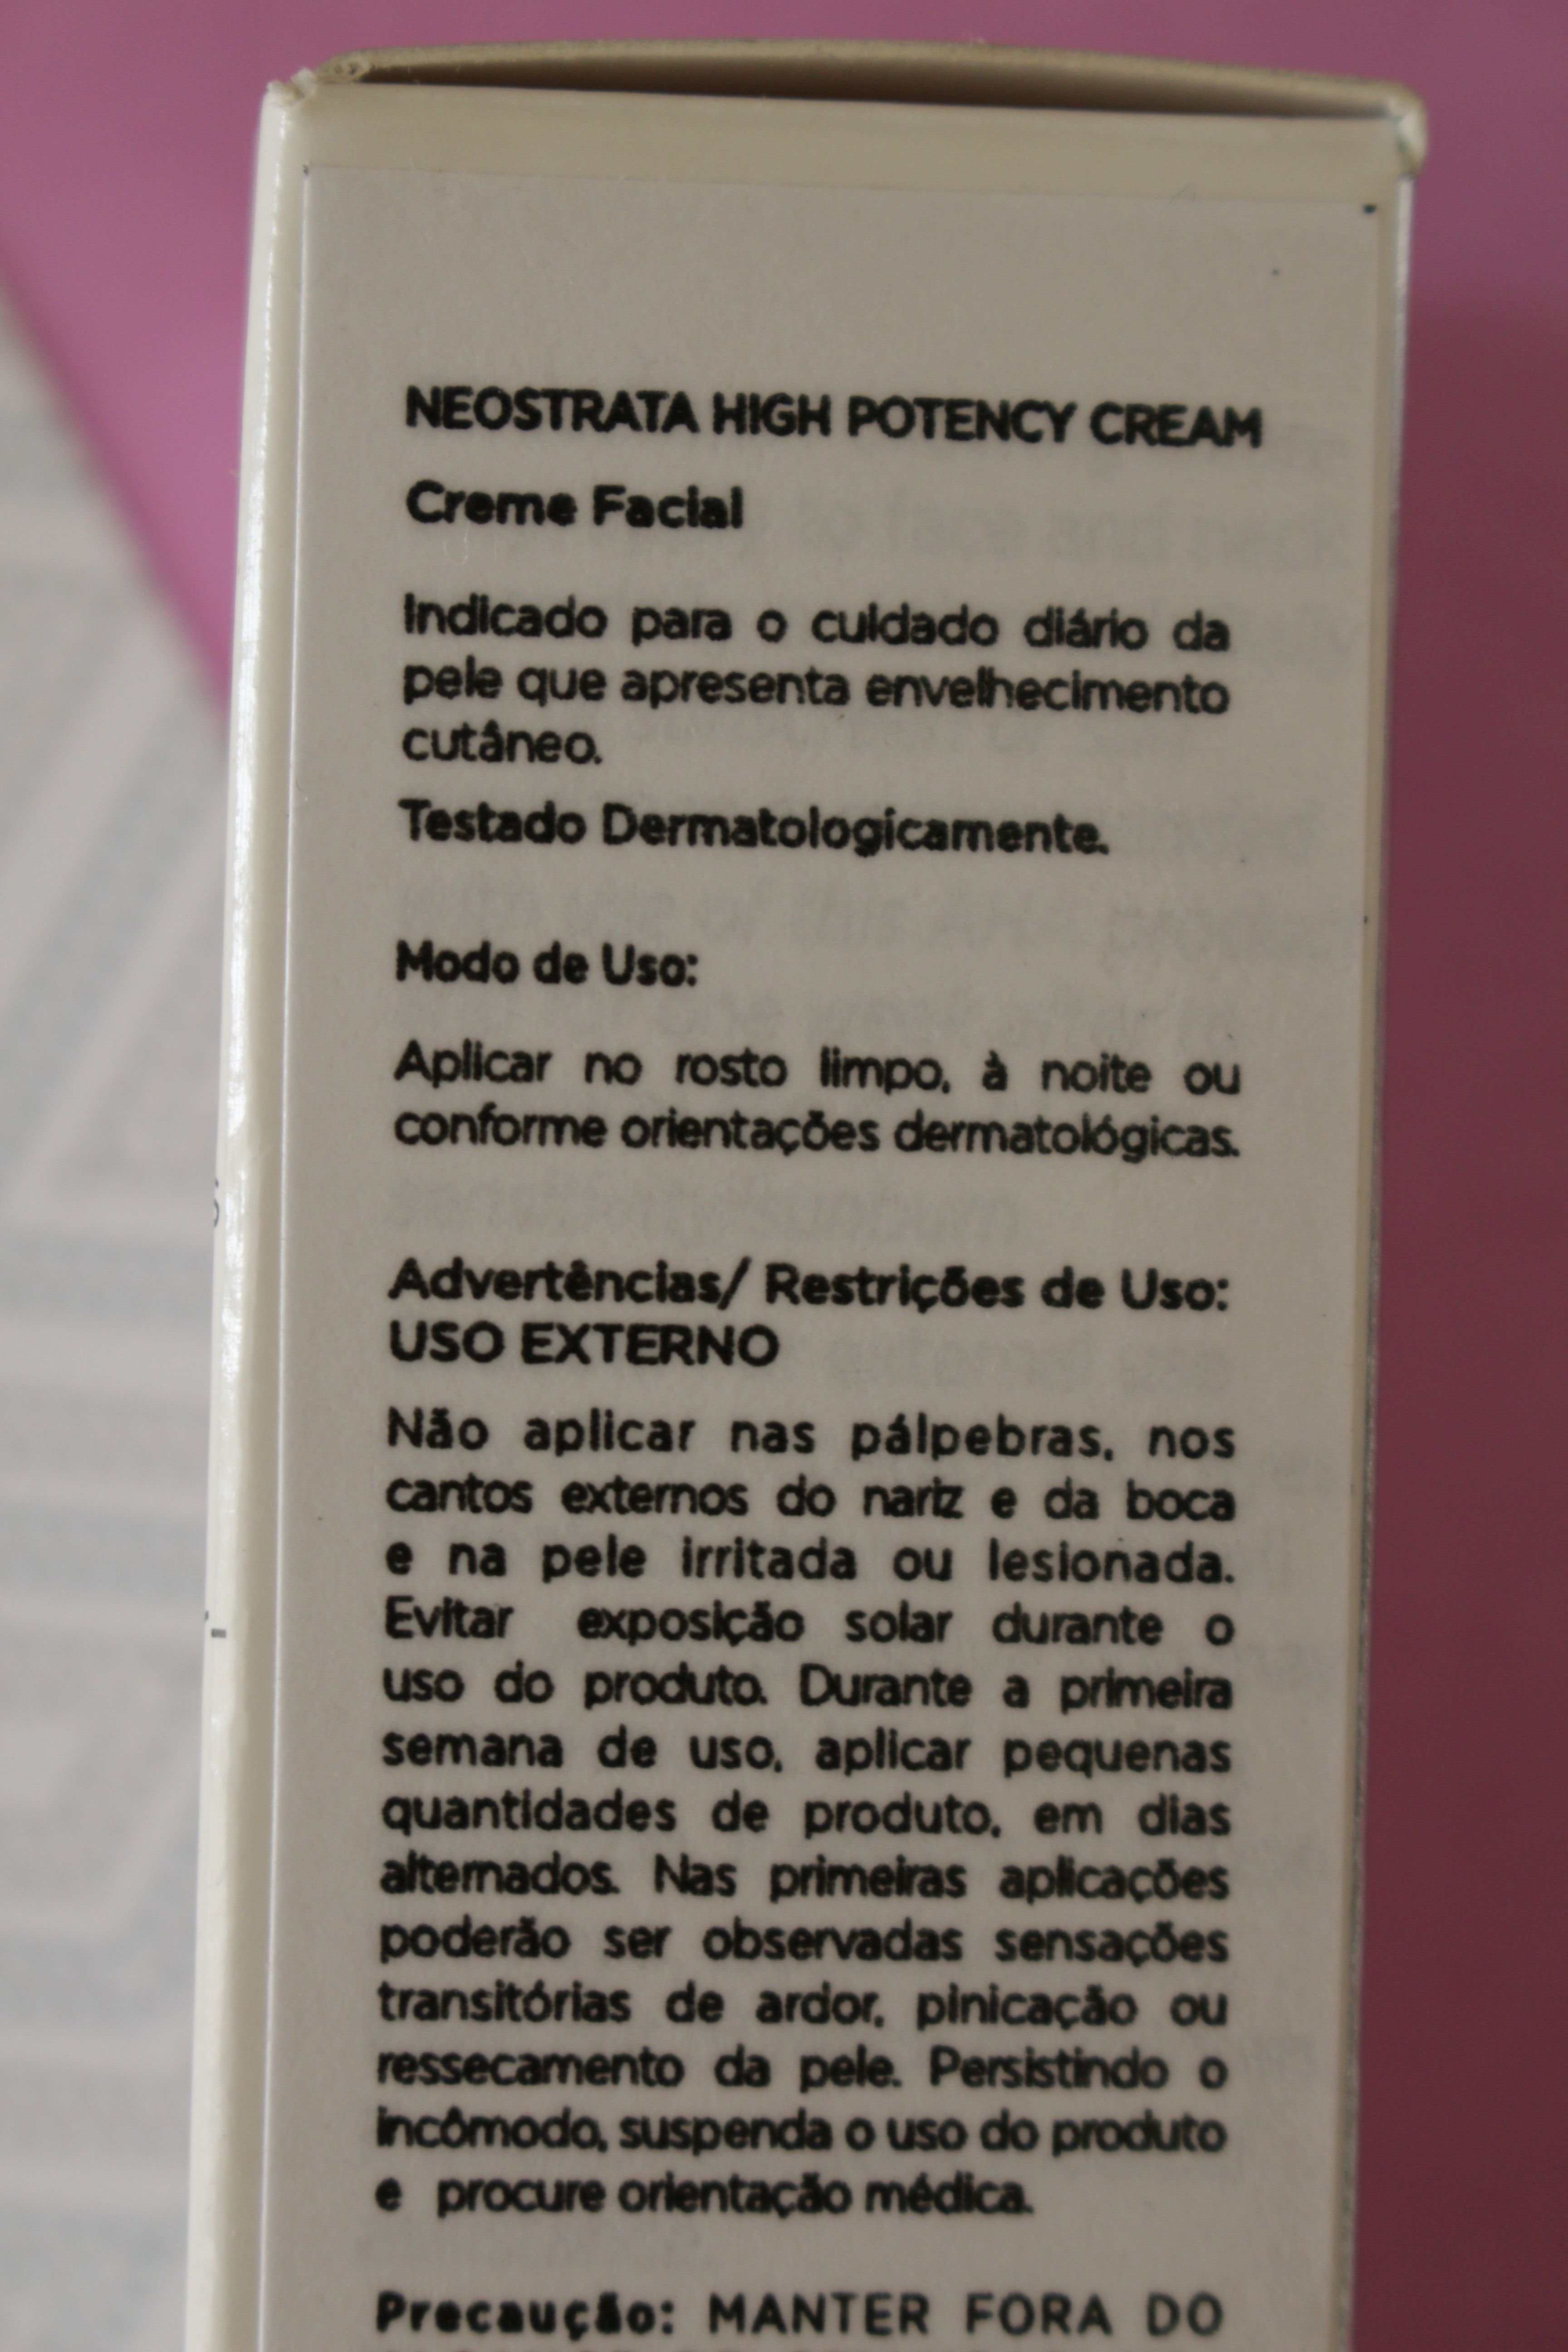 NEOSTRATA HIGH POTENCY CREAM
Creme Facial
Indicado para o cuidado diário da
pele que apresenta envelhecimento
cutâneo.
Testado Dermatologicamente.
Modo de Uso:
Aplicar no rosto limpo, à noite ou
conforme orientações dermatológicas.
Advertências/ Restrições de Uso:
USO EXTERNO
Não aplicar nas pálpebras, nos
cantos externos do nariz e da boca
e na pele irritada ou lesionada.
Evitar exposição solar durante o
uso do produto. Durante a primeira
semana de uso, aplicar pequenas
quantidades de produto, em dias
alternados. Nas primeiras aplicações
poderão ser observadas sensações
transitórias de ardor, pinicação ou
ressecamento da pele. Persistindo o
incômodo, suspenda o uso do produto
e procure orientação médica.
Precaução: MANTER FORA DO